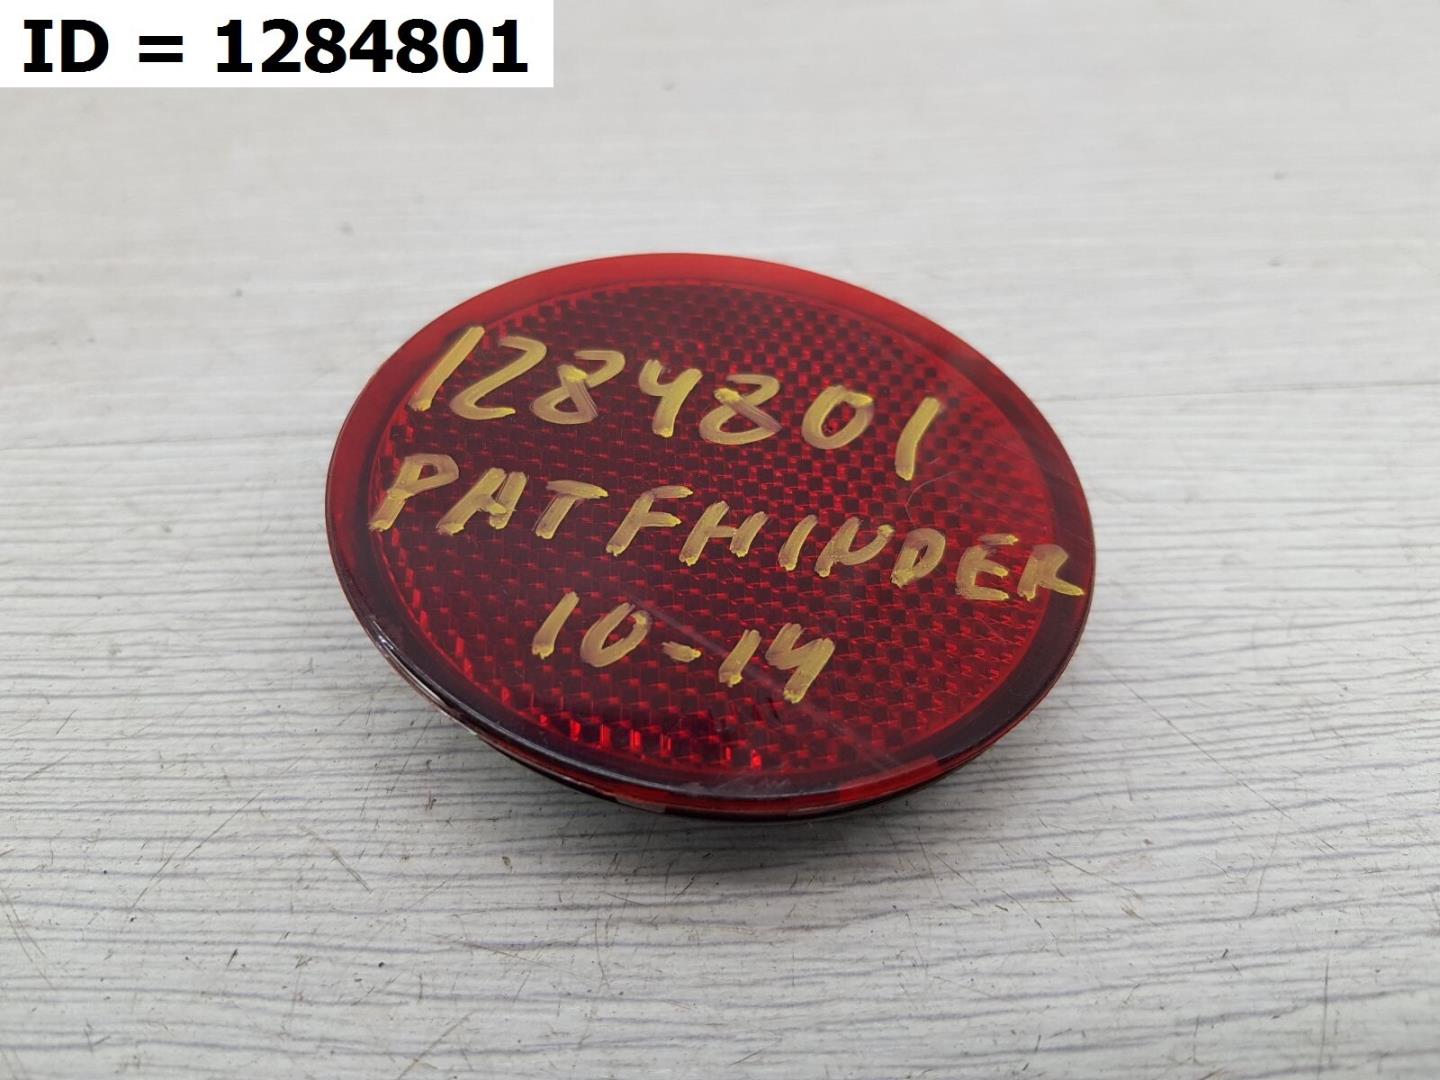 ID = 1284801
1284801
PATFHINDER
10-14